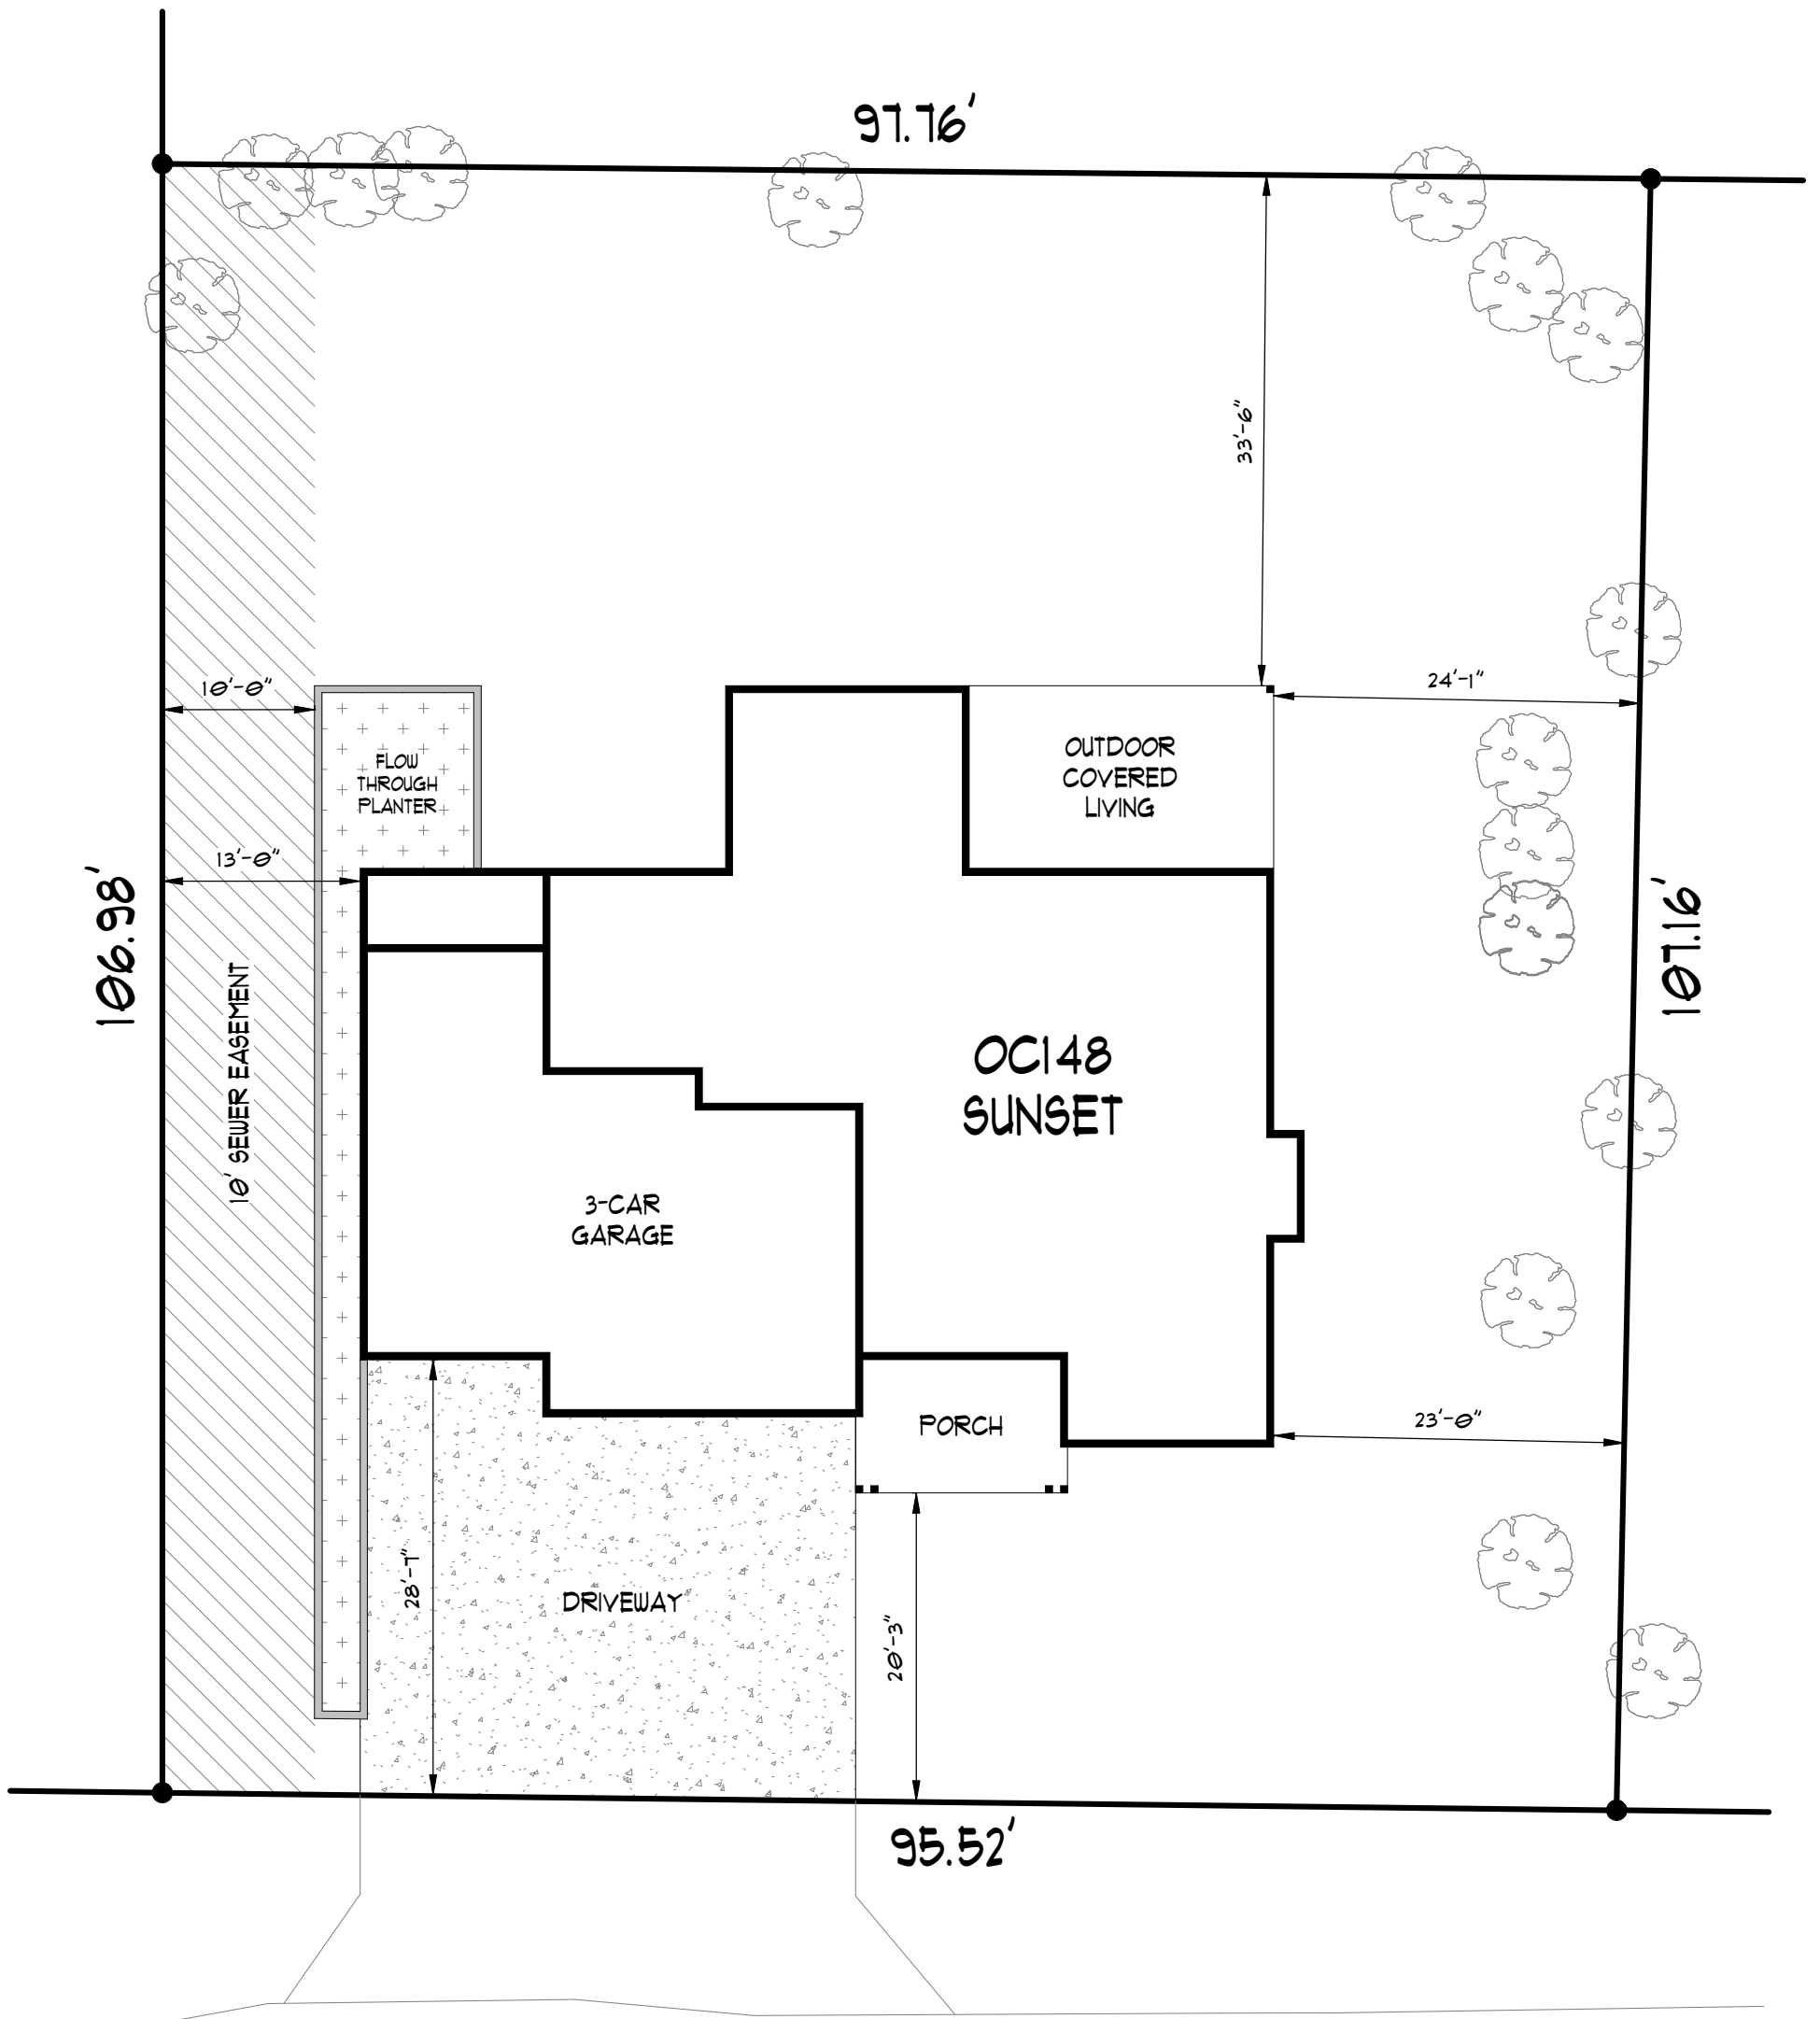 97.76'
33'-6"
10'-0"
24'-1"
FLOW
THROUGH
PLANTER
OUTDOOR
COVERED
LIVING
13'-0"
106.98'
107.16'
10' SEWER EASEMENT
OC148
SUNSET
3-CAR
GARAGE
PORCH
23'-0"
28'-7"
DRIVEWAY
20'-3"
95.52'